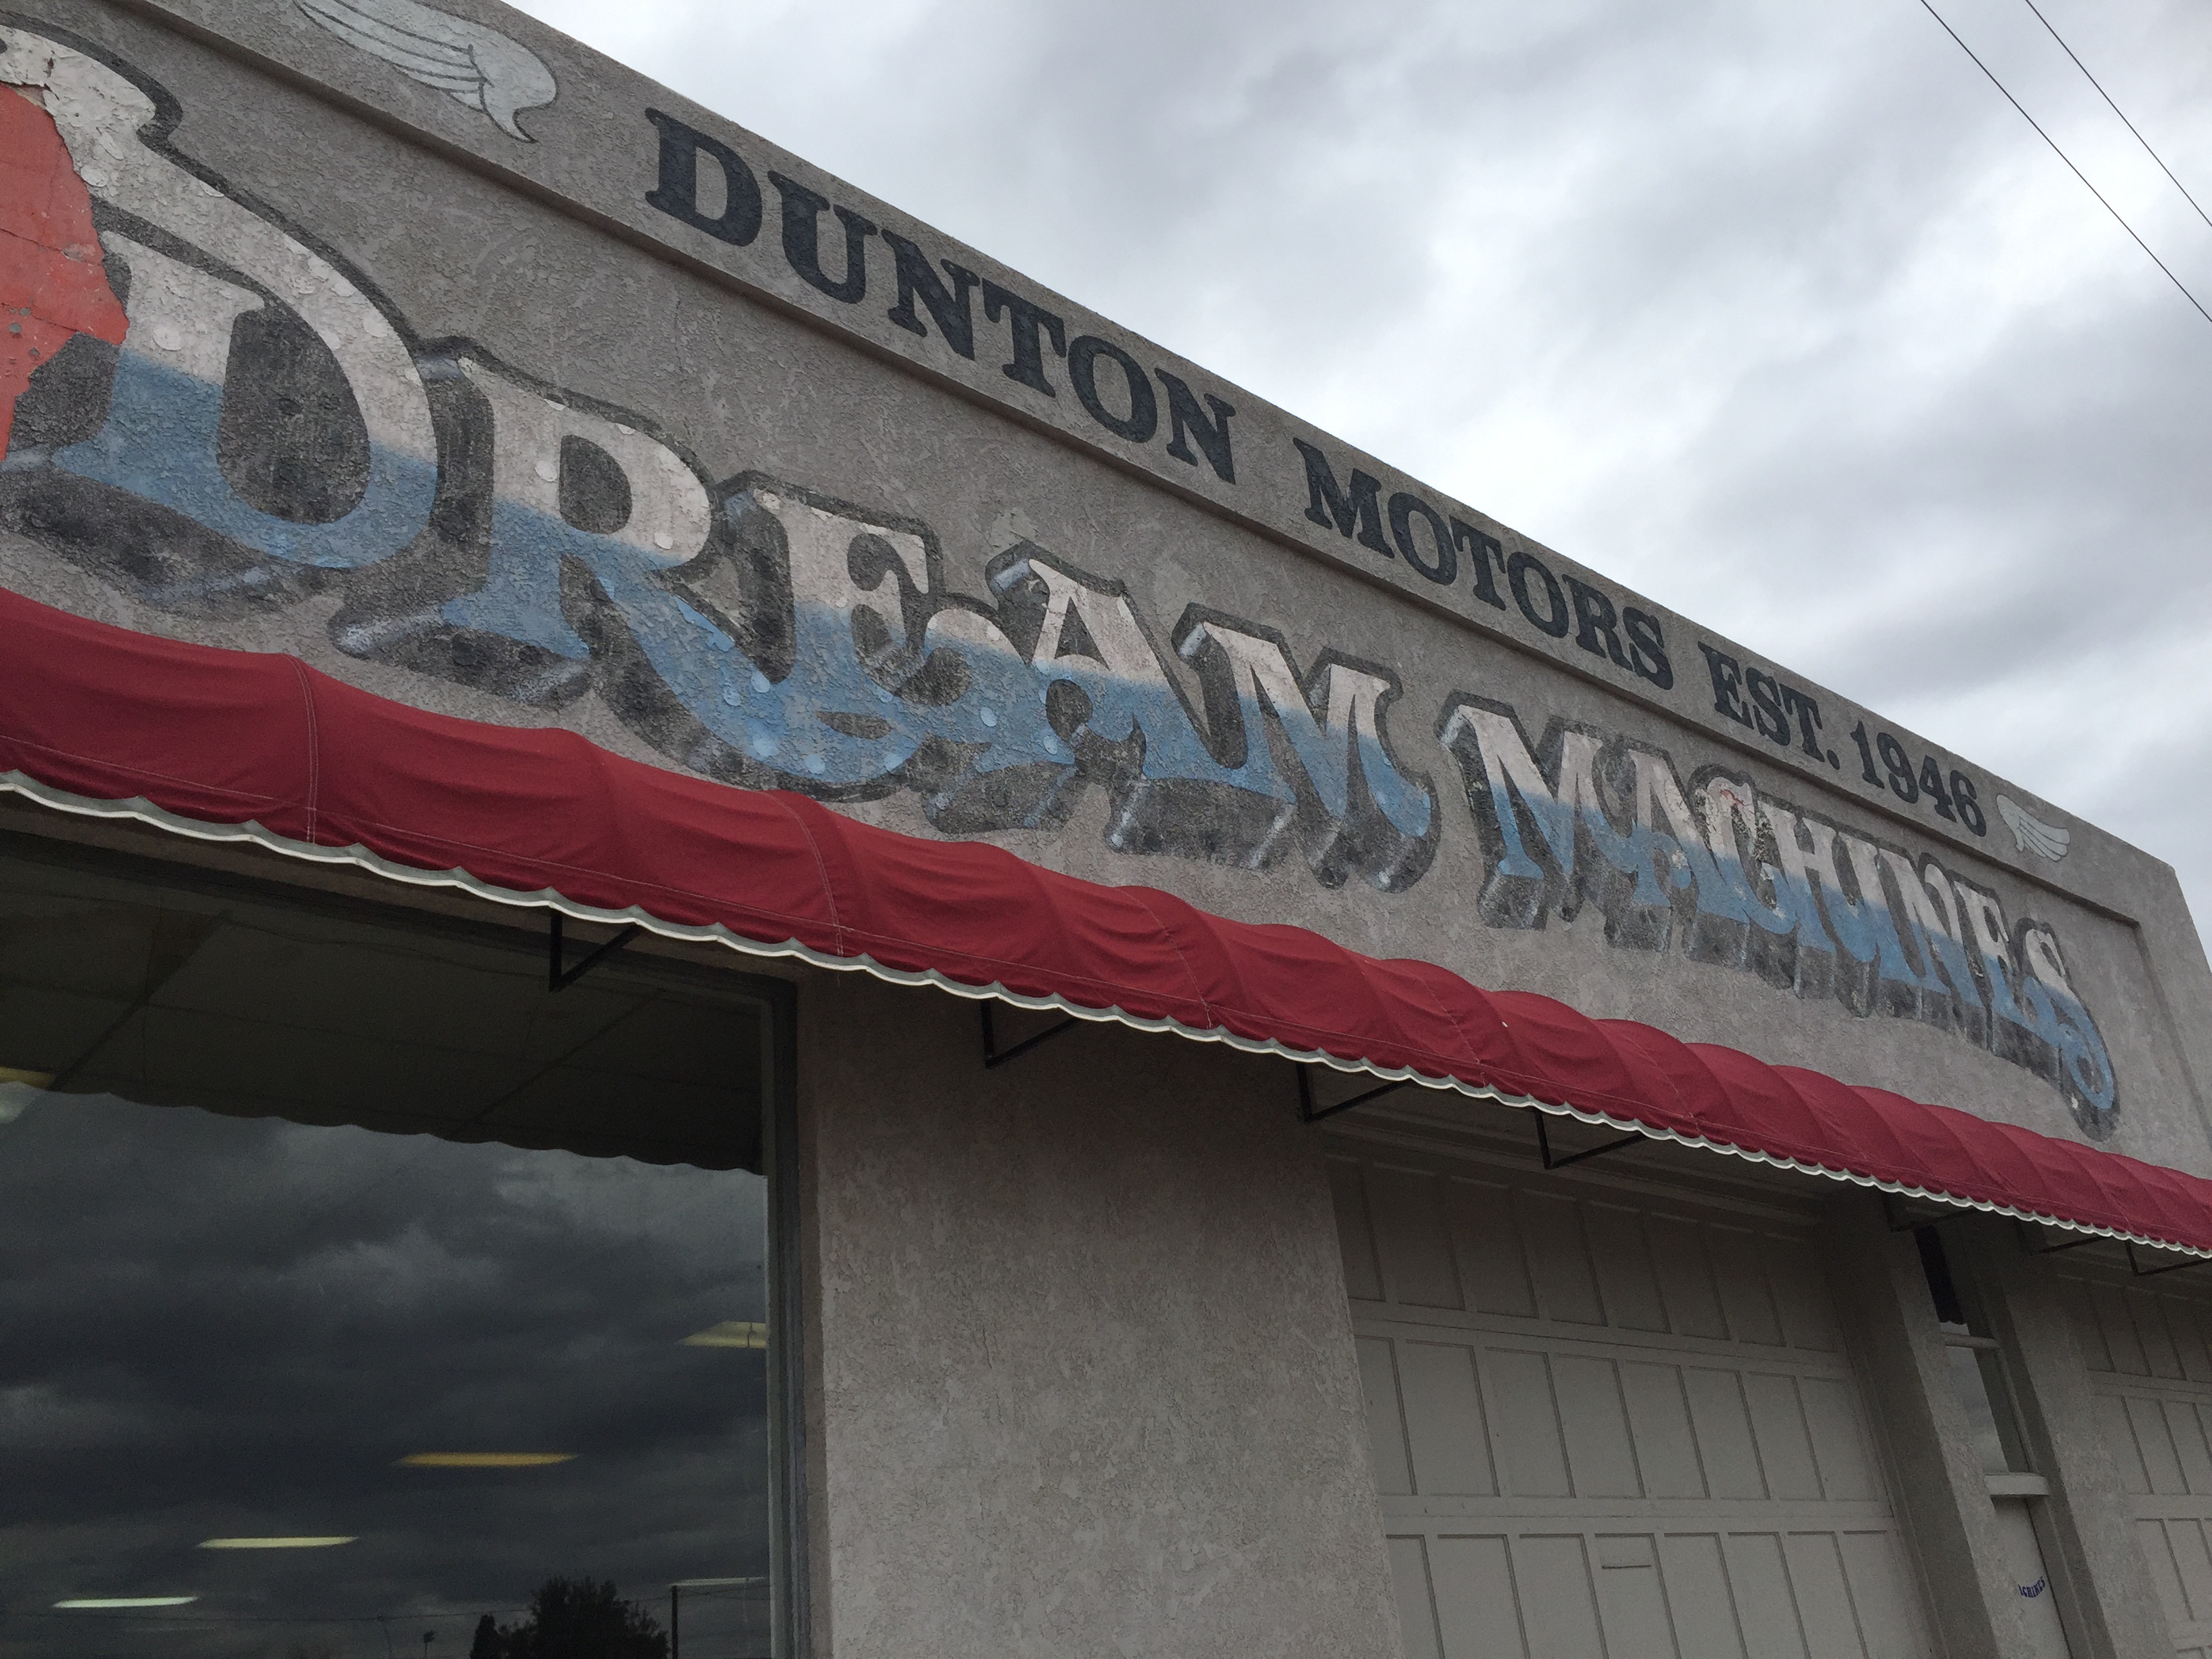 DUNTON MOTORS EST. 1946
DREAM MACHINES